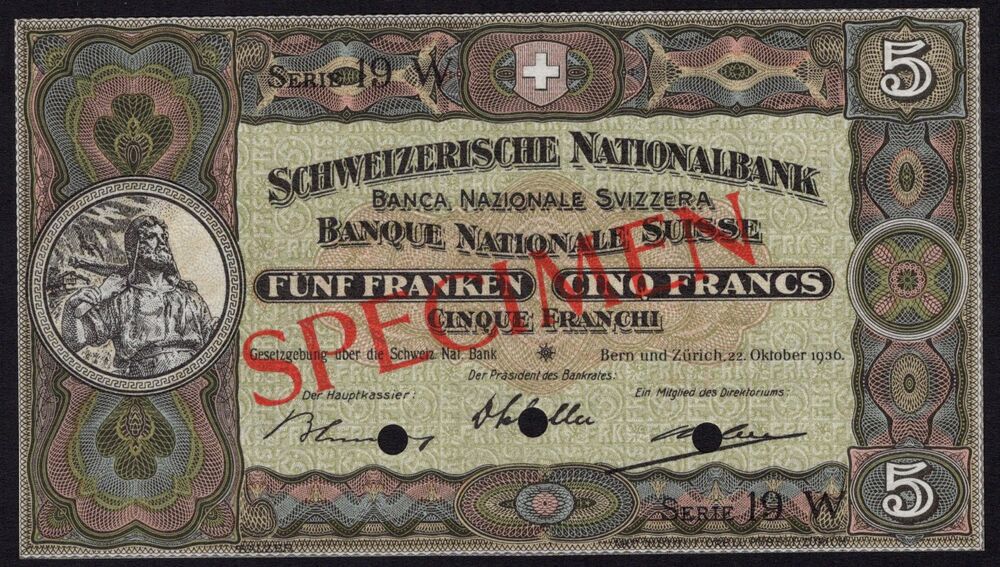 SERIE 19 W
5
SCHWEIZERISCHE NATIONALBANK
BANCA NAZIONALE SVIZZERA
BANQUE NATIONALE SUISSE
FÜNF FRANKEN CINQ FRANCS
CINQUE FRANCHI
SPECIMEN
Gesetzgebung über die Schweiz. Nat. Bank Bern und Zürich, 22. Oktober 1936.
Der Präsident des Bankrates:
Der Hauptkassier: Ein Mitglied des Direktoriums:
5
SERIE 19 W
BALZER